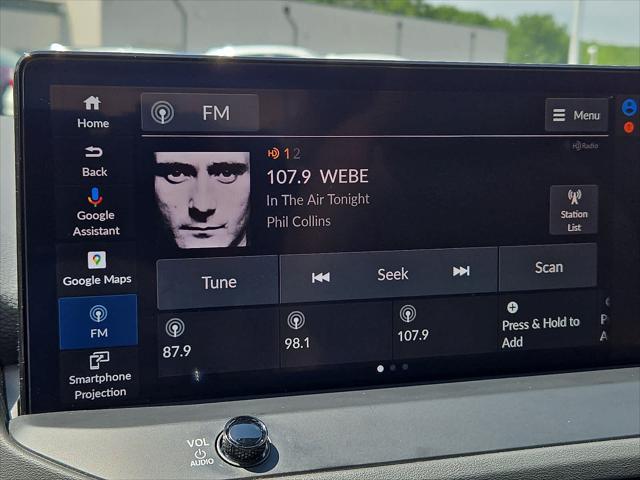 Home
FM
Menu
HD 1 2
HD Radio
107.9 WEBE
In The Air Tonight
Phil Collins
Back
Google
Assistant
Station
List
Google Maps
Tune
Seek
Scan
FM
87.9
98.1
107.9
Press & Hold to
Add
P
A
Smartphone
Projection
VOL
AUDIO